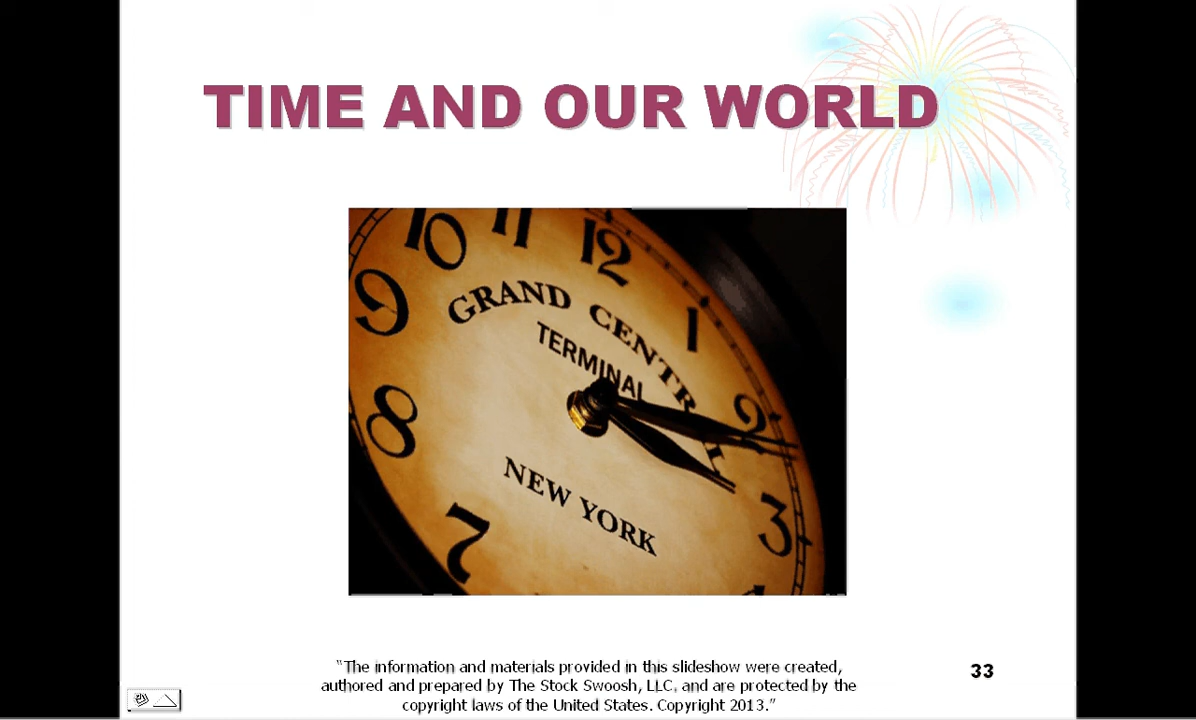 TIME AND OUR WORLD
10 11 12
9
1
GRAND CENTRAL
TERMINAL
8
2
NEW YORK
3
7
"The information and materials provided in this slideshow were created,
authored and prepared by The Stock Swoosh, LLC, and are protected by the
copyright laws of the United States. Copyright 2013."
33